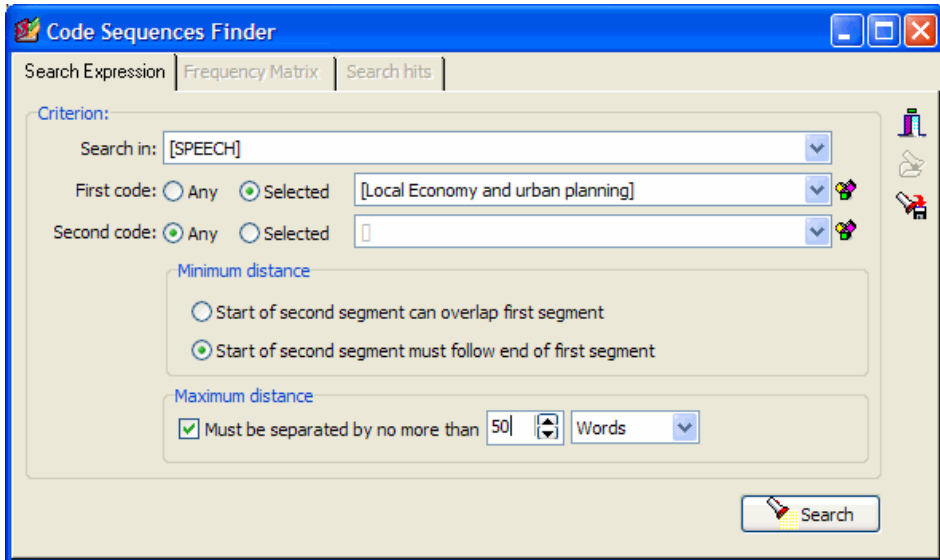 Code Sequences Finder
Search Expression Frequency Matrix Search hits
Criterion:
Search in: [SPEECH]
First code: Any Selected [Local Economy and urban planning]
Second code: Any Selected []
Minimum distance
Start of second segment can overlap first segment
Start of second segment must follow end of first segment
Maximum distance
Must be separated by no more than 50 Words
Search